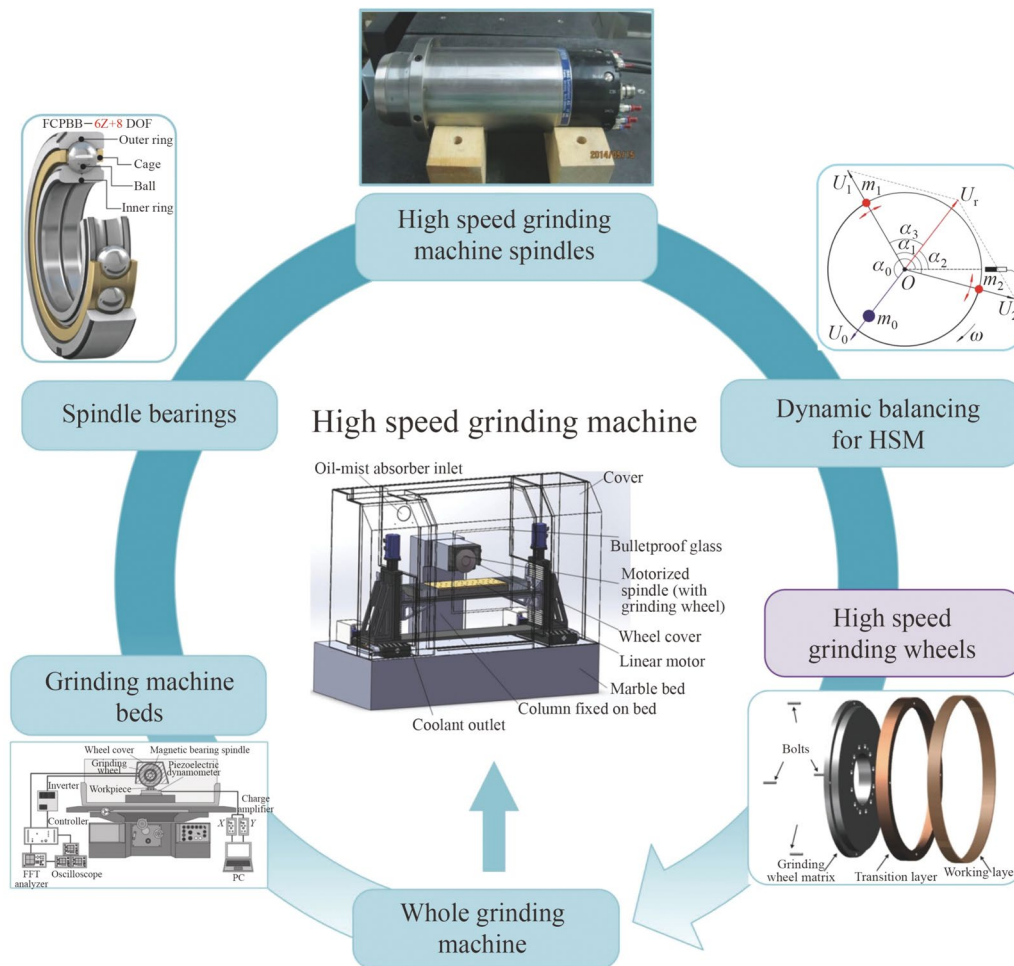 2014/05/15
High speed grinding
machine spindles
FCPBB−6Z+8 DOF
Outer ring
Cage
Ball
Inner ring
Spindle bearings
U1
m1
Ur
α3
α1
α2
α0
O
m2
U2
m0
U0
ω
Dynamic balancing
for HSM
High speed grinding machine
Oil-mist absorber inlet
Cover
Bulletproof glass
Motorized
spindle (with
grinding wheel)
Wheel cover
Linear motor
Marble bed
Column fixed on bed
Coolant outlet
High speed
grinding wheels
Bolts
Grinding
wheel matrix
Transition layer
Working laye
Grinding machine
beds
Wheel cover
Magnetic bearing spindle
Grinding
wheel
Piezoelectric
dynamometer
Inverter
Workpiece
Charge
amplifier
Controller
X
Y
FFT
analyzer
Oscilloscope
PC
Whole grinding
machine